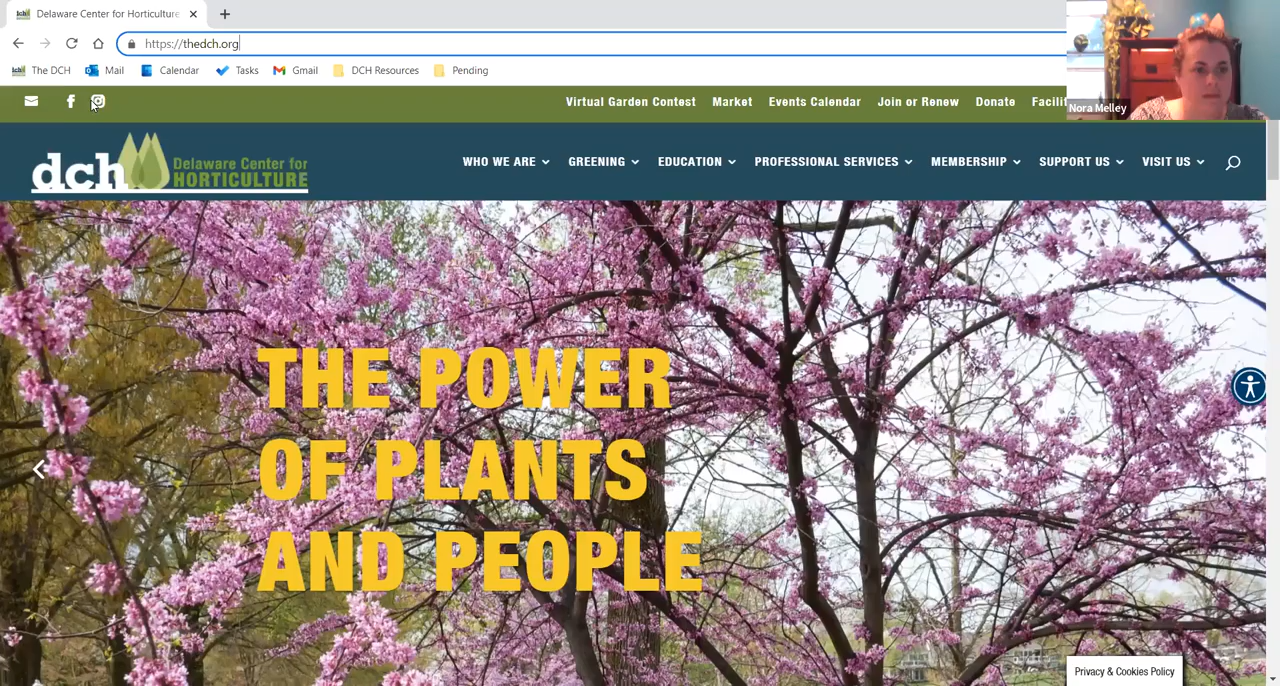 dch Delaware Center for Horticulture
https://thedch.org
The DCH Mail Calendar Tasks Gmail DCH Resources Pending
Virtual Garden Contest Market Events Calendar Join or Renew Donate
Nora Melley
dch Delaware Center for
HORTICULTURE
WHO WE ARE GREENING EDUCATION PROFESSIONAL SERVICES MEMBERSHIP SUPPORT US VISIT US
THE POWER
OF PLANTS
AND PEOPLE
Privacy & Cookies Policy